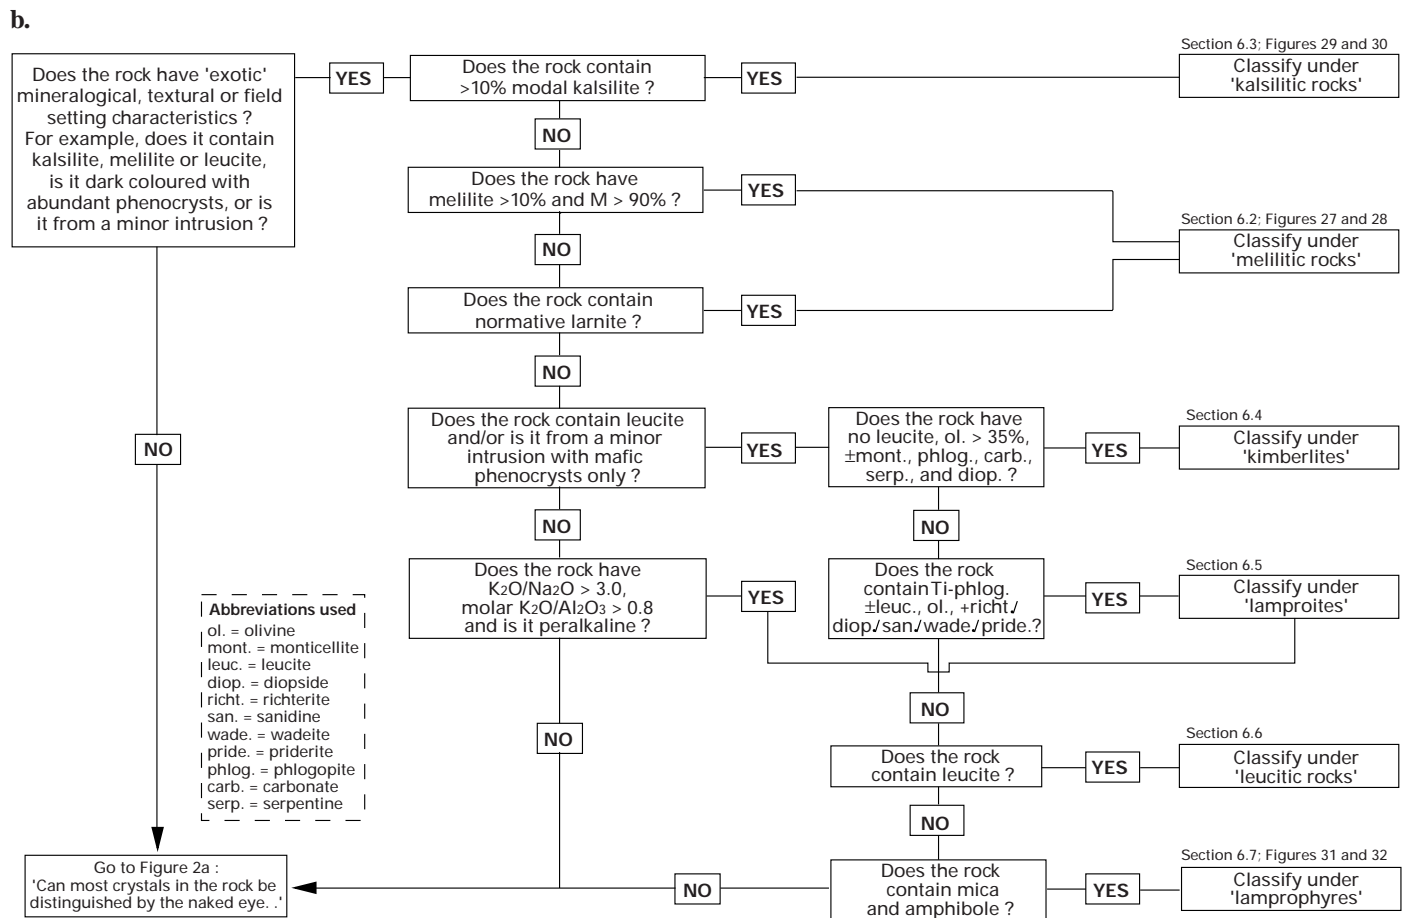 b.
Does the rock have 'exotic'
mineralogical, textural or field
setting characteristics ?
For example, does it contain
kalsilite, melilite or leucite,
is it dark coloured with
abundant phenocrysts, or is
it from a minor intrusion ?
YES
Does the rock contain
>10% modal kalsilite ?
YES
Section 6.3; Figures 29 and 30
Classify under
'kalsilitic rocks'
NO
Does the rock have
melilite >10% and M > 90% ?
YES
Section 6.2; Figures 27 and 28
Classify under
'melilitic rocks'
NO
Does the rock contain
normative larnite ?
YES
NO
Does the rock contain leucite
and/or is it from a minor
intrusion with mafic
phenocrysts only ?
YES
Does the rock have
no leucite, ol. > 35%,
±mont., phlog., carb.,
serp., and diop. ?
YES
Section 6.4
Classify under
'kimberlites'
NO
NO
NO
Does the rock have
K2O/Na2O > 3.0,
molar K2O/Al2O3 > 0.8
and is it peralkaline ?
YES
Does the rock
contain Ti-phlog.
±leuc., ol., +richt./
diop./san./wade./pride.?
YES
Section 6.5
Classify under
'lamproites'
Abbreviations used
ol. = olivine
mont. = monticellite
leuc. = leucite
diop. = diopside
richt. = richterite
san. = sanidine
wade. = wadeite
pride. = priderite
phlog. = phlogopite
carb. = carbonate
serp. = serpentine
NO
NO
Does the rock
contain leucite ?
YES
Section 6.6
Classify under
'leucitic rocks'
NO
Does the rock
contain mica
and amphibole ?
YES
Section 6.7; Figures 31 and 32
Classify under
'lamprophyres'
NO
Go to Figure 2a :
'Can most crystals in the rock be
distinguished by the naked eye. .'